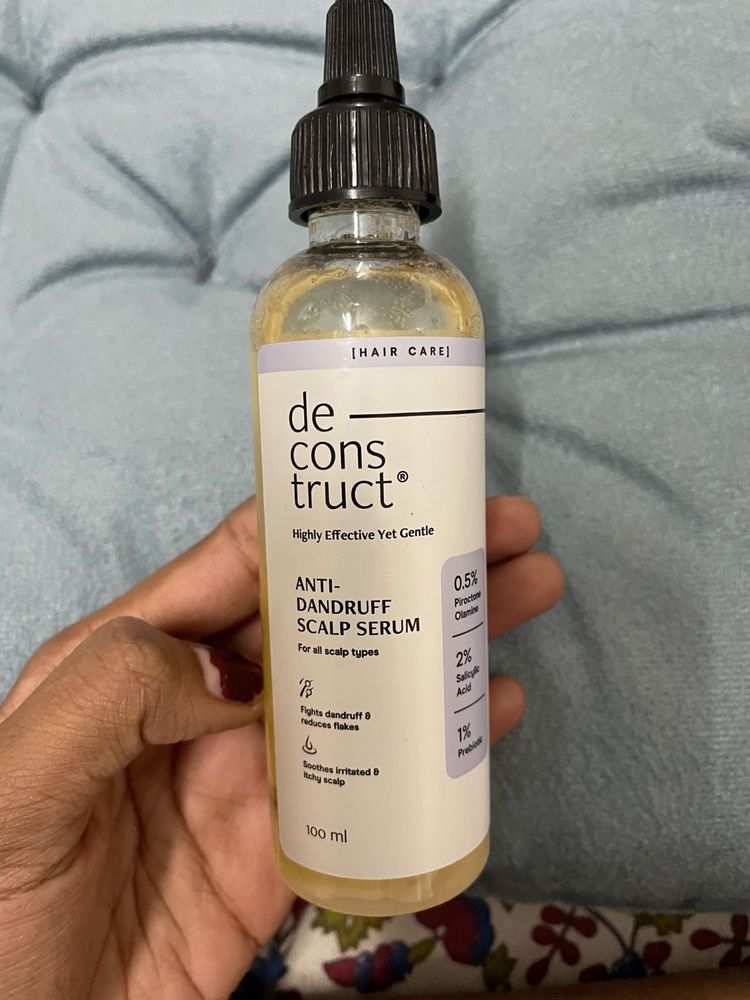 [HAIR CARE]
de
cons
truct®
Highly Effective Yet Gentle
ANTI-
DANDRUFF
SCALP SERUM
For all scalp types
Fights dandruff &
reduces flakes
Soothes irritated &
itchy scalp
100 ml
0.5%
Piroctone
Olamine
2%
Salicylic
Acid
1%
Prebiotic